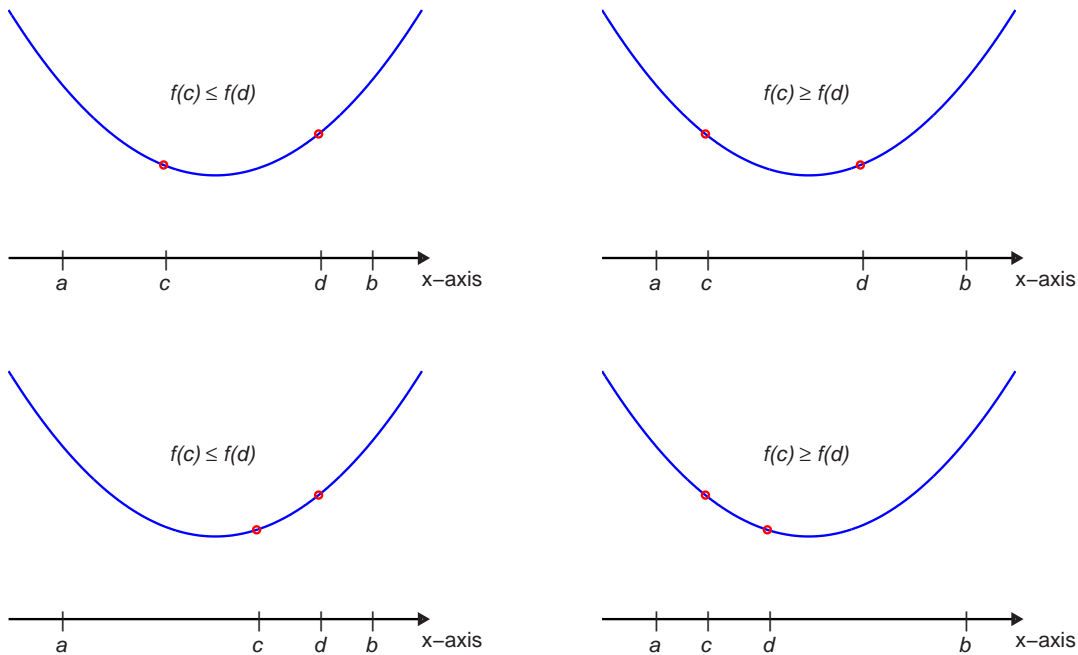 f(c) ≤ f(d)
a c d b x−axis
f(c) ≥ f(d)
a c d b x−axis
f(c) ≤ f(d)
a c d b x−axis
f(c) ≥ f(d)
a c d b x−axis